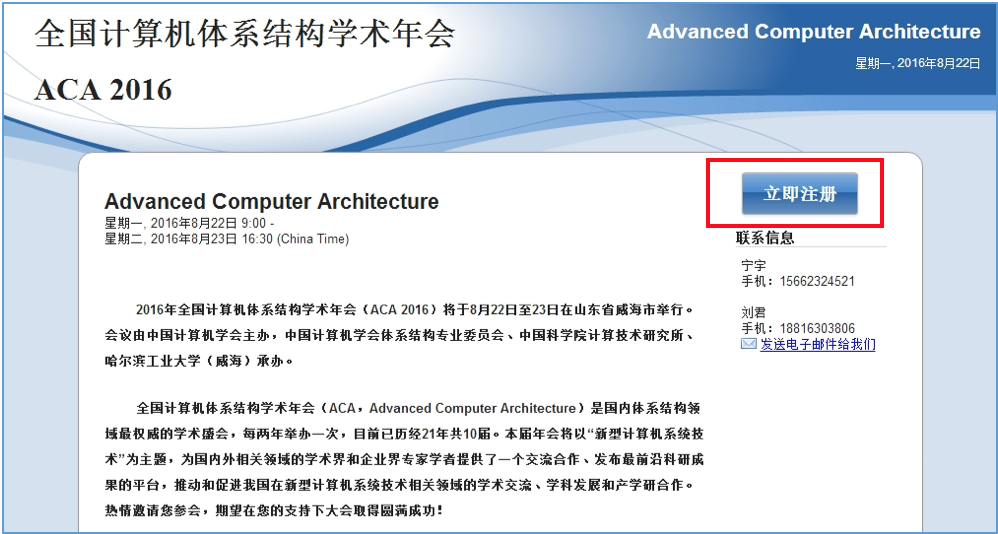 全国计算机体系结构学术年会
ACA 2016
Advanced Computer Architecture
星期一, 2016年8月22日
立即注册
Advanced Computer Architecture
星期一, 2016年8月22日 9:00 -
星期二, 2016年8月23日 16:30 (China Time)
联系信息
宁宇
手机：15662324521
刘君
手机：18816303806
发送电子邮件给我们
2016年全国计算机体系结构学术年会（ACA 2016）将于8月22日至23日在山东省威海市举行。
会议由中国计算机学会主办，中国计算机学会体系结构专业委员会、中国科学院计算技术研究所、
哈尔滨工业大学（威海）承办。
全国计算机体系结构学术年会（ACA，Advanced Computer Architecture）是国内体系结构领
域最权威的学术盛会，每两年举办一次，目前已历经21年共10届。本届年会将以“新型计算机系统技
术”为主题，为国内外相关领域的学术界和企业界专家学者提供了一个交流合作、发布最前沿科研成
果的平台，推动和促进我国在新型计算机系统技术相关领域的学术交流、学科发展和产学研合作。
热情邀请您参会，期望在您的支持下大会取得圆满成功！